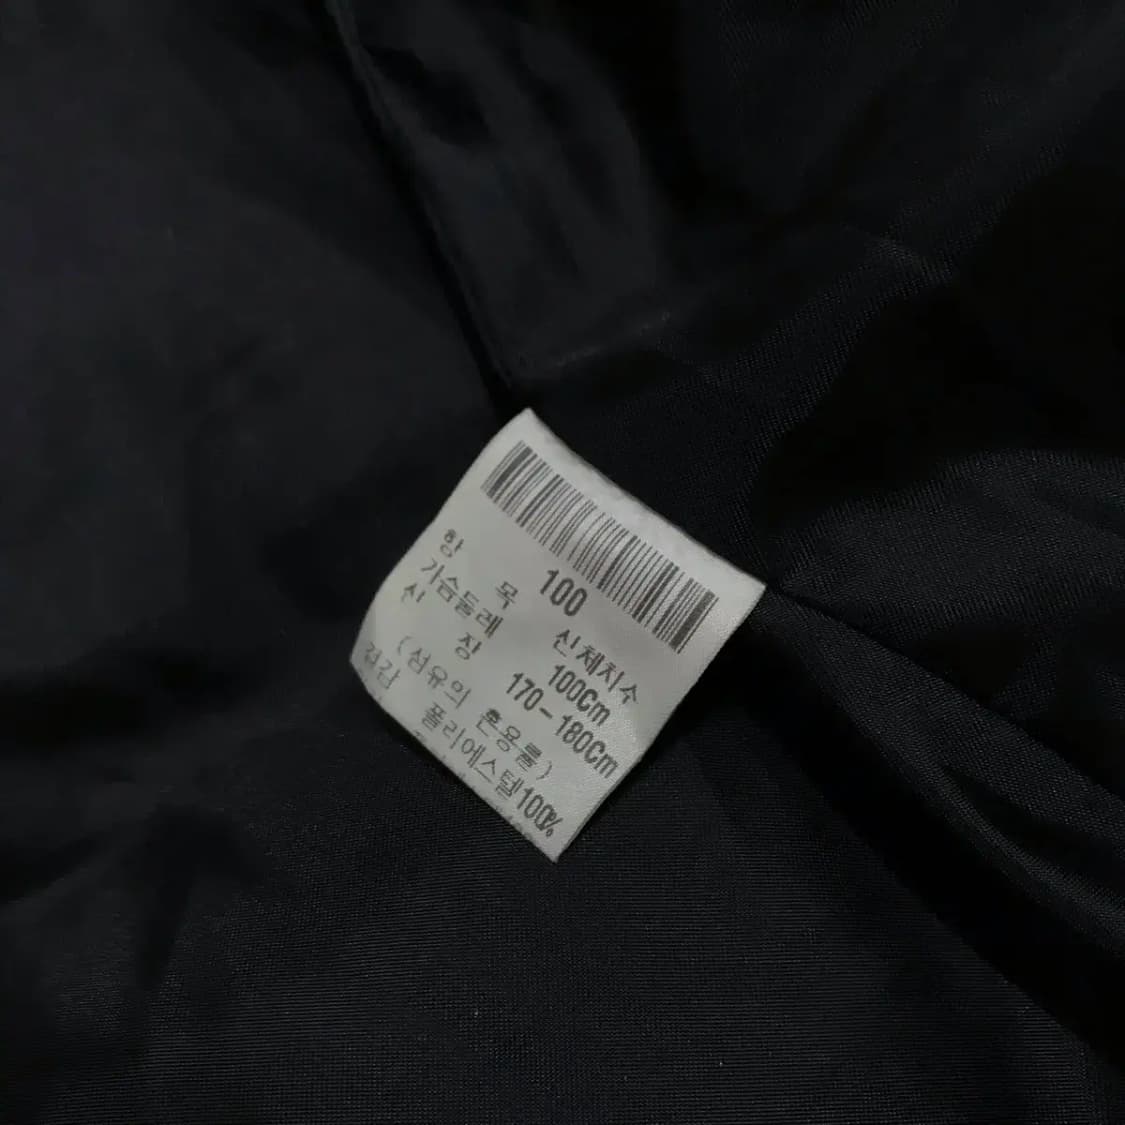 100
항 목 신체지수
가슴둘레 100Cm
신 장 170-180Cm
(섬유의 혼용률)
겉감 폴리에스텔100%